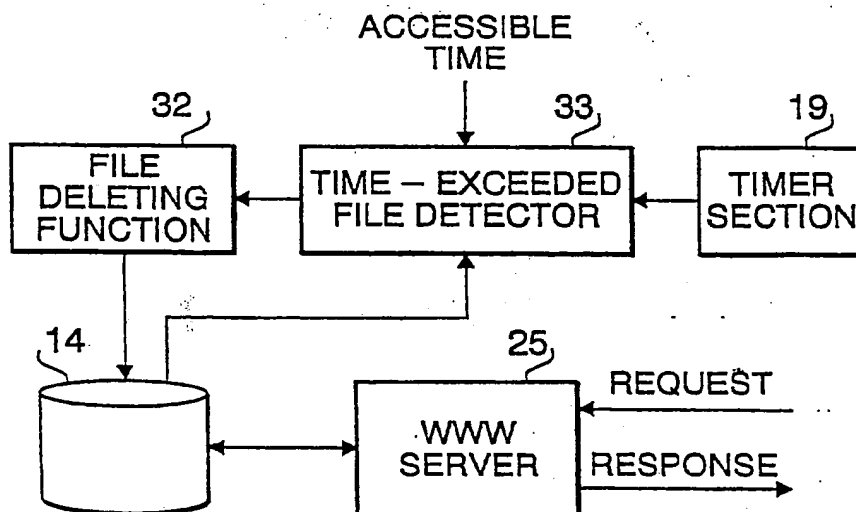 ACCESSIBLE
TIME
32
33
19
FILE
DELETING
FUNCTION
TIME – EXCEEDED
FILE DETECTOR
TIMER
SECTION
14
25
REQUEST
WWW
SERVER
RESPONSE